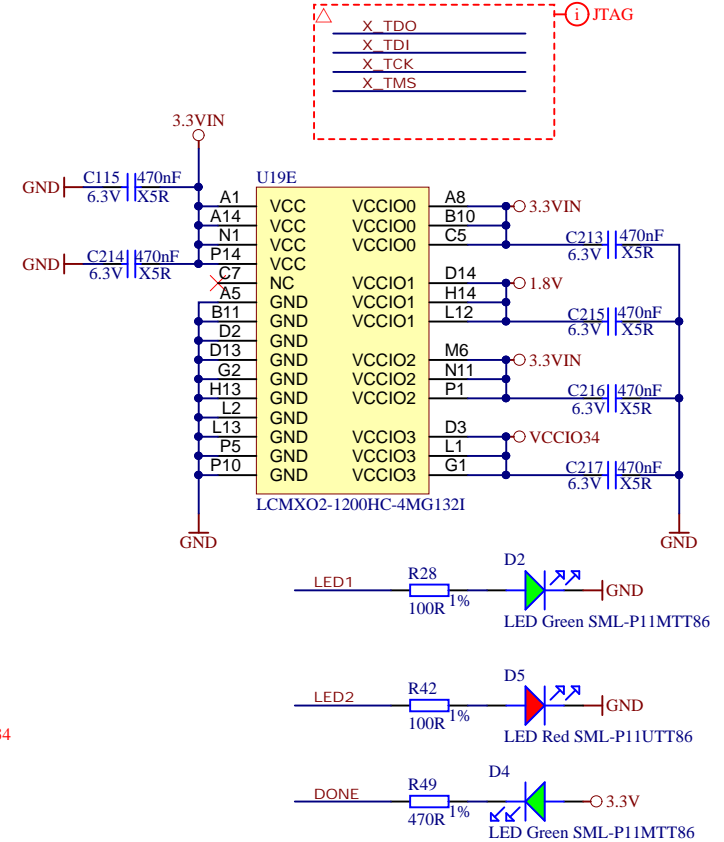 JTAG
X_TDO
X_TDI
X_TCK
X_TMS
3.3VIN
GND C115 470nF
6.3V X5R
GND C214 470nF
6.3V X5R
U19E
A1 VCC VCCIO0 A8 3.3VIN
A14 VCC VCCIO0 B10
N1 VCC VCCIO0 C5 C213 470nF
P14 VCC 6.3V X5R
C7 NC VCCIO1 D14 1.8V
A5 GND VCCIO1 H14
B11 GND VCCIO1 L12 C215 470nF
D2 GND 6.3V X5R
D13 GND VCCIO2 M6 3.3VIN
G2 GND VCCIO2 N11
H13 GND VCCIO2 P1 C216 470nF
L2 GND 6.3V X5R
L13 GND VCCIO3 D3 VCCIO34
P5 GND VCCIO3 L1
P10 GND VCCIO3 G1 C217 470nF
6.3V X5R
LCMXO2-1200HC-4MG132I
GND GND
LED1 R28 D2 GND
100R 1%
LED Green SML-P11MTT86
LED2 R42 D5 GND
100R 1%
LED Red SML-P11UTT86
DONE R49 D4 3.3V
470R 1%
LED Green SML-P11MTT86